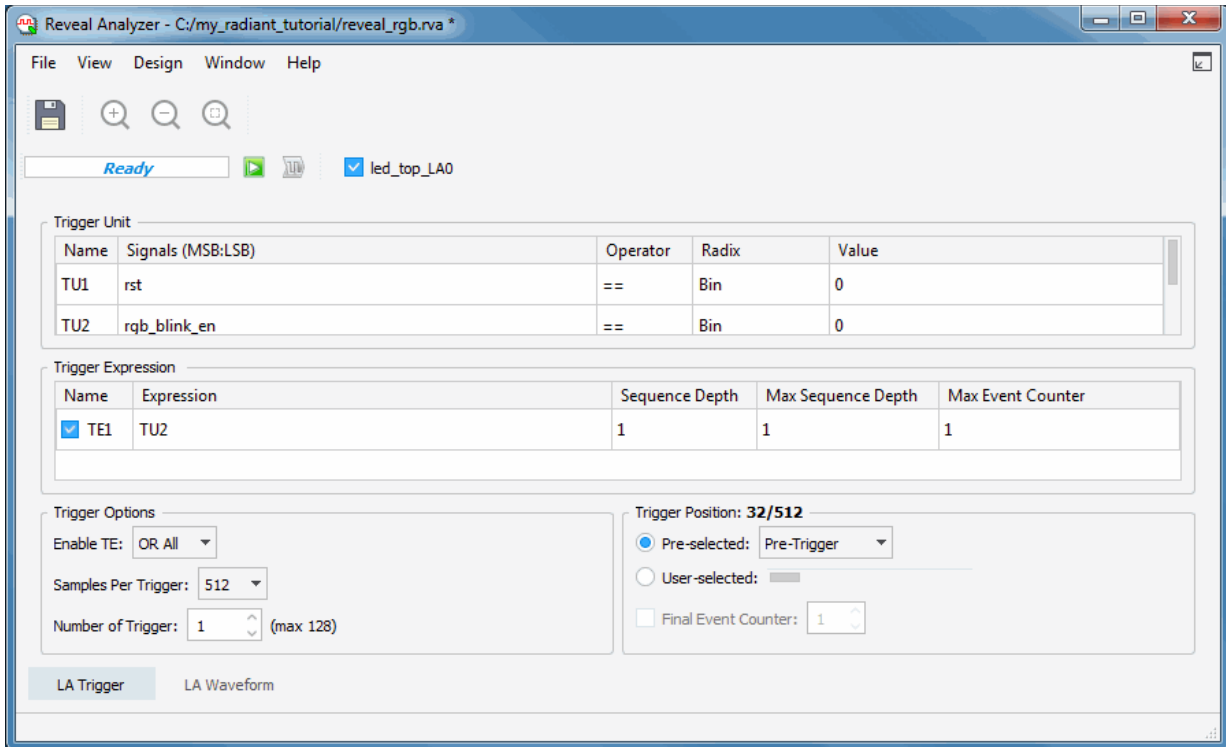 Reveal Analyzer - C:/my_radiant_tutorial/reveal_rgb.rva *
File View Design Window Help
Ready led_top_LA0
Trigger Unit
Name Signals (MSB:LSB) Operator Radix Value
TU1 rst == Bin 0
TU2 rgb_blink_en == Bin 0
Trigger Expression
Name Expression Sequence Depth Max Sequence Depth Max Event Counter
TE1 TU2 1 1 1
Trigger Options Trigger Position: 32/512
Enable TE: OR All Pre-selected: Pre-Trigger
Samples Per Trigger: 512 User-selected:
Number of Trigger: 1 (max 128) Final Event Counter: 1
LA Trigger LA Waveform